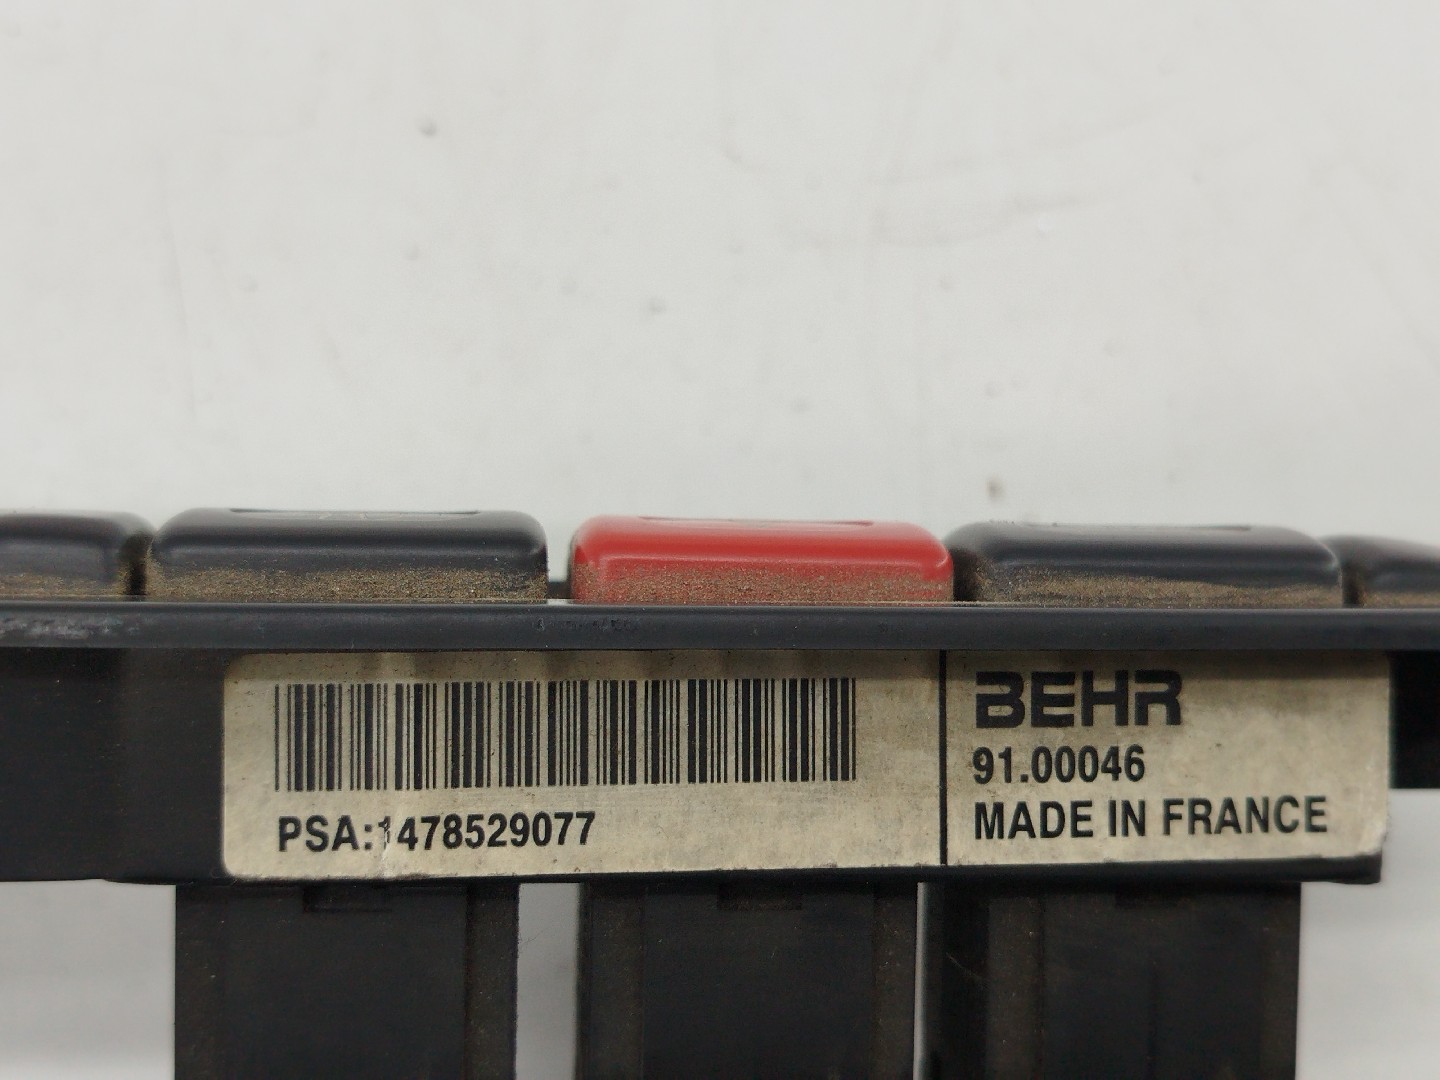 PSA:1478529077
BEHR
91.00046
MADE IN FRANCE